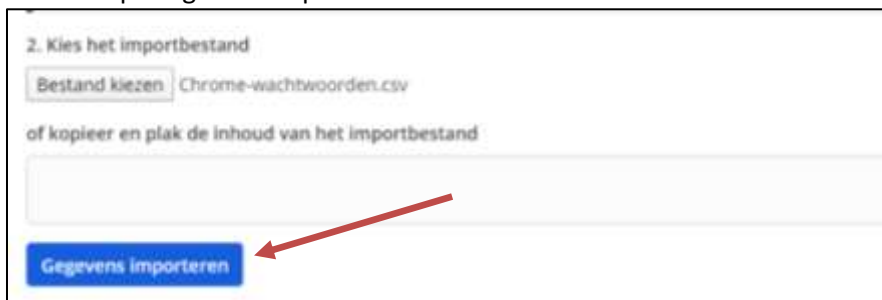 2. Kies het importbestand
Bestand kiezen Chrome-wachtwoorden.csv
of kopieer en plak de inhoud van het importbestand
Gegevens importeren